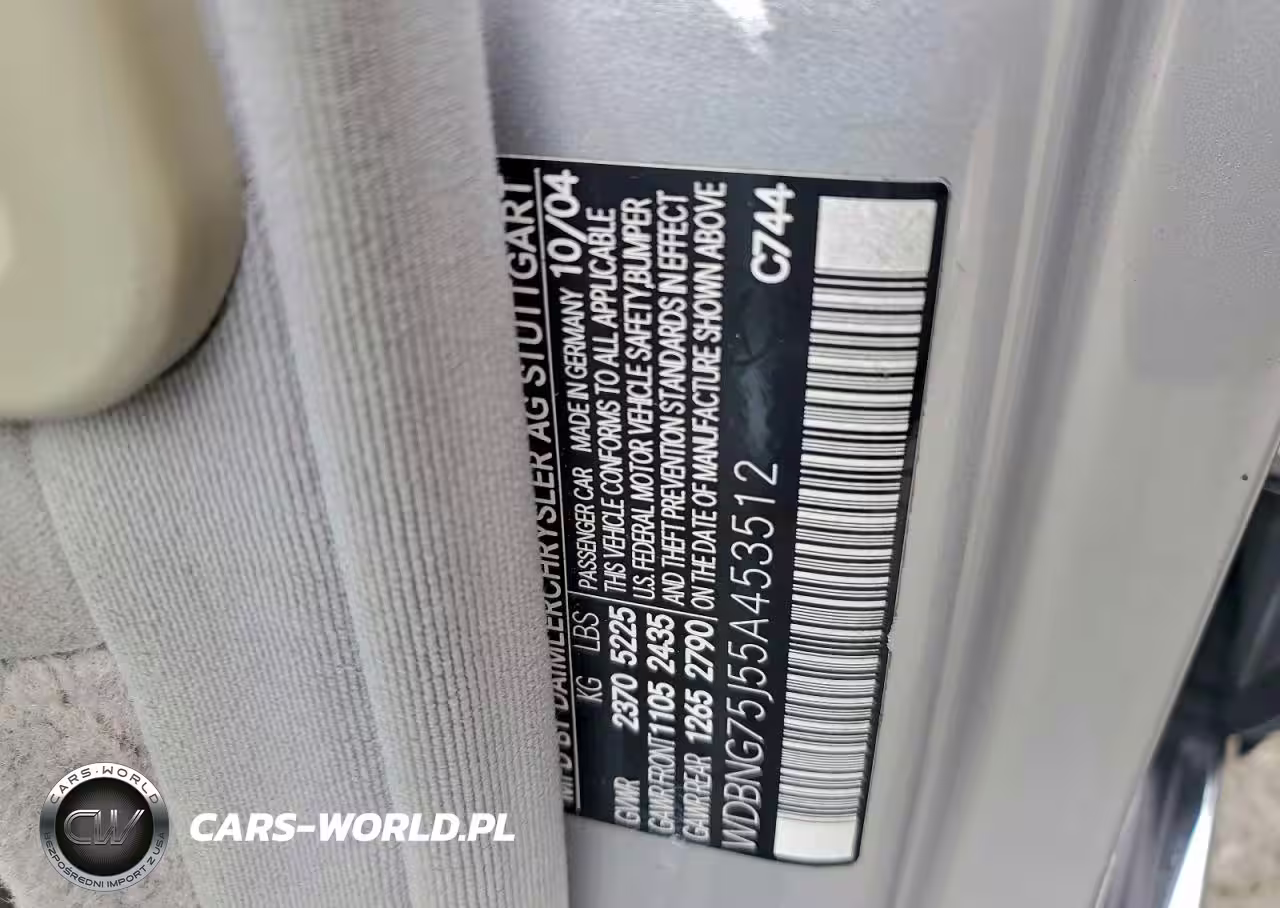 MFD BY DAIMLERCHRYSLER AG STUTTGART
KG LBS PASSENGER CAR MADE IN GERMANY 10/04
GVWR 2370 5225 THIS VEHICLE CONFORMS TO ALL APPLICABLE
GAWR FRONT 1105 2435 U.S. FEDERAL MOTOR VEHICLE SAFETY,BUMPER
GAWR REAR 1265 2790 AND THEFT PREVENTION STANDARDS IN EFFECT
ON THE DATE OF MANUFACTURE SHOWN ABOVE
WDBNG75J55A453512 C744
CARS-WORLD
CW
BEZPOŚREDNI IMPORT Z USA
CARS-WORLD.PL